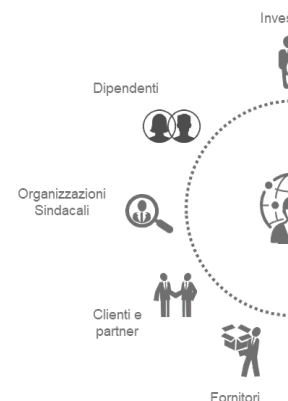 Dipendenti
Organizzazioni
Sindacali
Clienti e
partner
Fornitori